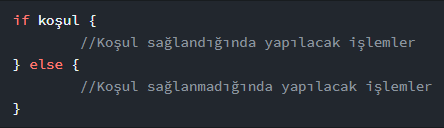 if koşul {
//Koşul sağlandığında yapılacak işlemler
} else {
//Koşul sağlanmadığında yapılacak işlemler
}